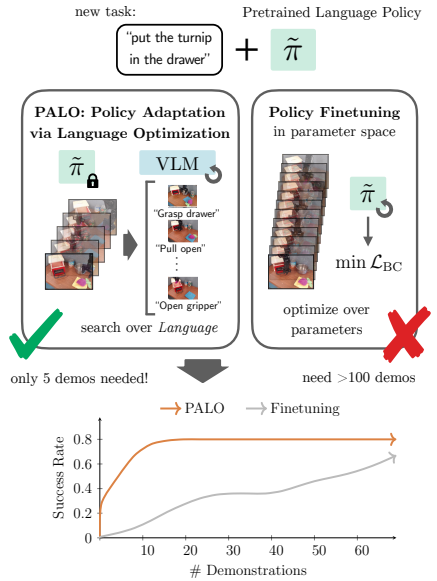 new task:
Pretrained Language Policy
"put the turnip
in the drawer"
+
π̃
PALO: Policy Adaptation
via Language Optimization
π̃
VLM
"Grasp drawer"
"Pull open"
⋮
"Open gripper"
search over Language
Policy Finetuning
in parameter space
π̃
min ℒBC
optimize over
parameters
only 5 demos needed!
need >100 demos
PALO
Finetuning
Success Rate
0.8
0.6
0.4
0.2
0
10
20
30
40
50
60
# Demonstrations